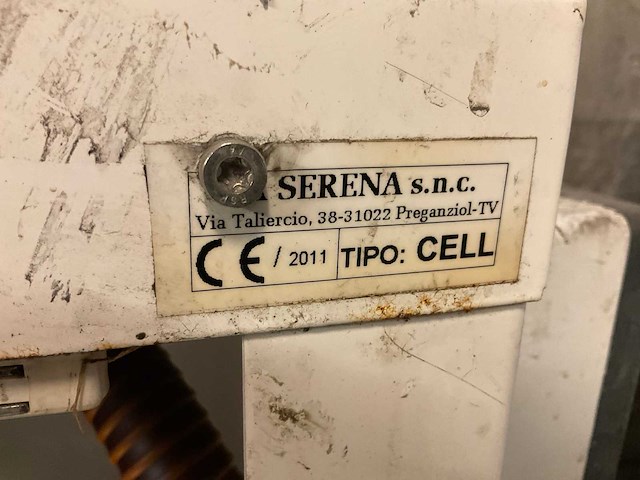 SERENA s.n.c.
Via Taliercio, 38-31022 Preganziol-TV
CE / 2011 TIPO: CELL